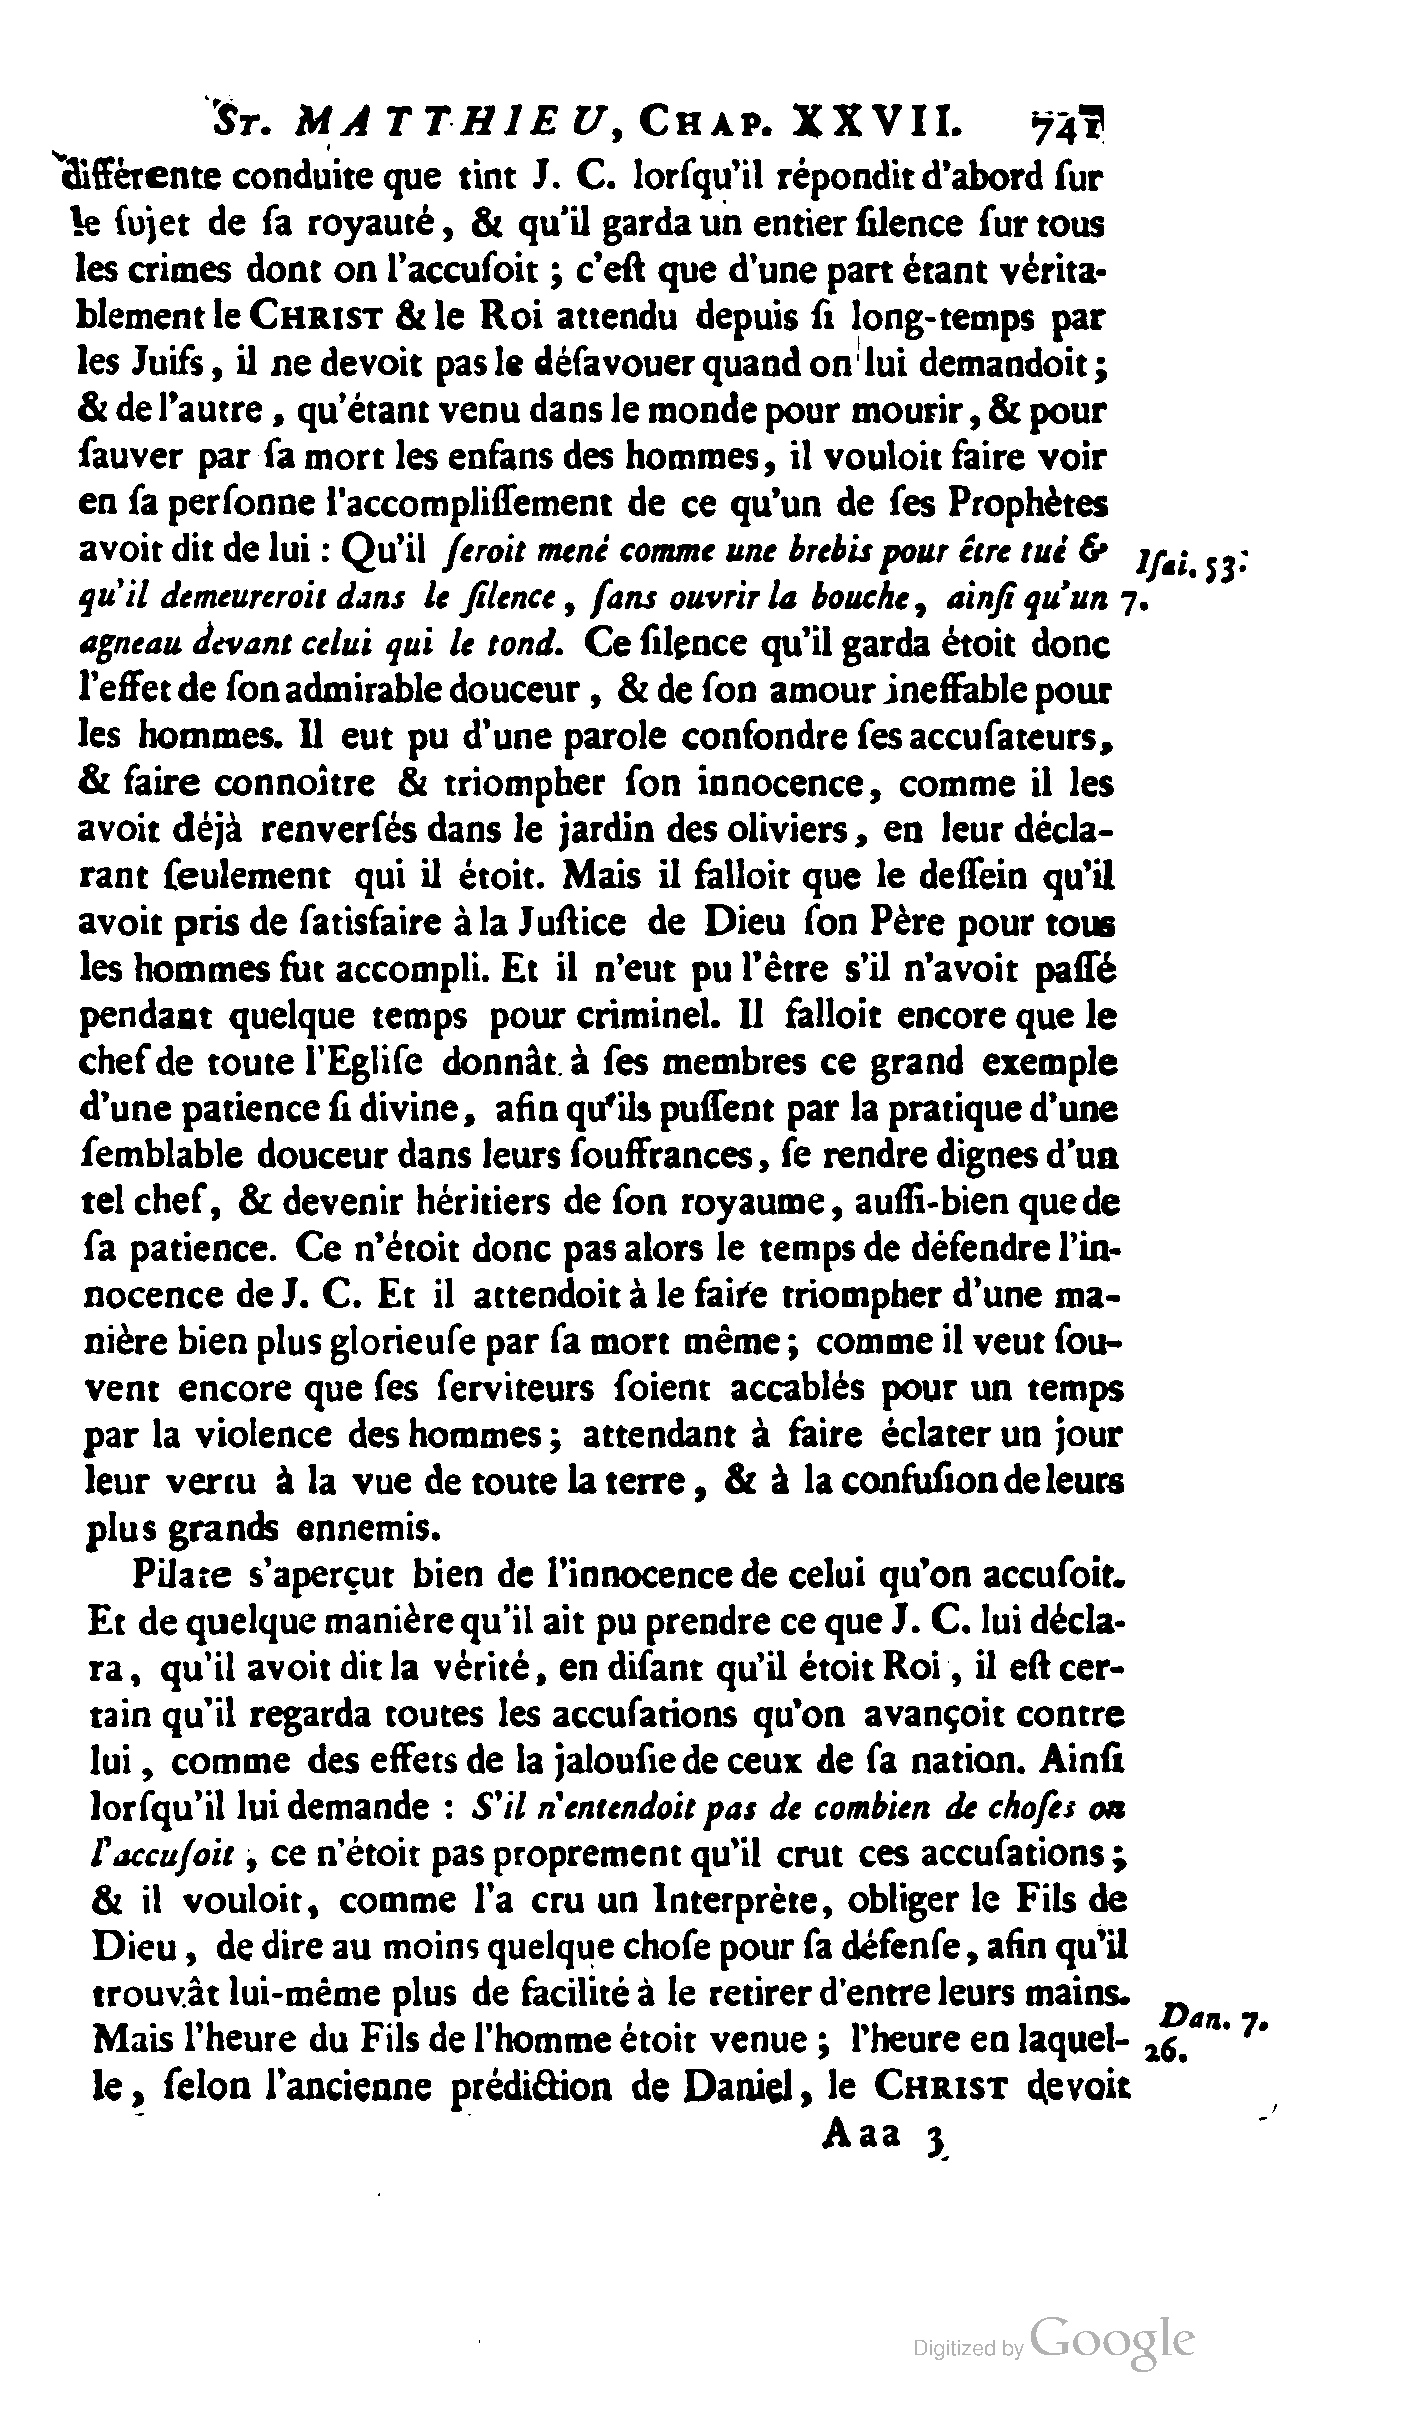 St. MATTHIEU, CHAP. XXVII. 741
différente conduite que tint J. C. lorſqu'il répondit d'abord ſur
le ſujet de ſa royauté, & qu'il garda un entier ſilence ſur tous
les crimes dont on l'accuſoit ; c'eſt que d'une part étant vérita-
blement le CHRIST & le Roi attendu depuis ſi long-temps par
les Juifs, il ne devoit pas le déſavouer quand on lui demandoit ;
& de l'autre, qu'étant venu dans le monde pour mourir, & pour
ſauver par ſa mort les enfans des hommes, il vouloit faire voir
en ſa perſonne l'accompliſſement de ce qu'un de ſes Prophètes
avoit dit de lui : Qu'il ſeroit mené comme une brebis pour être tué & Iſai. 53.
qu'il demeureroit dans le ſilence, ſans ouvrir la bouche, ainſi qu'un 7.
agneau devant celui qui le tond. Ce ſilence qu'il garda étoit donc
l'effet de ſon admirable douceur, & de ſon amour ineffable pour
les hommes. Il eut pu d'une parole confondre ſes accuſateurs,
& faire connoître & triompher ſon innocence, comme il les
avoit déjà renverſés dans le jardin des oliviers, en leur décla-
rant ſeulement qui il étoit. Mais il falloit que le deſſein qu'il
avoit pris de ſatisfaire à la Juſtice de Dieu ſon Père pour tous
les hommes fut accompli. Et il n'eut pu l'être s'il n'avoit paſſé
pendant quelque temps pour criminel. Il falloit encore que le
chef de toute l'Egliſe donnât à ſes membres ce grand exemple
d'une patience ſi divine, afin qu'ils puſſent par la pratique d'une
ſemblable douceur dans leurs ſouffrances, ſe rendre dignes d'un
tel chef, & devenir héritiers de ſon royaume, auſſi-bien que de
ſa patience. Ce n'étoit donc pas alors le temps de défendre l'in-
nocence de J. C. Et il attendoit à le faire triompher d'une ma-
nière bien plus glorieuſe par ſa mort même ; comme il veut ſou-
vent encore que ſes ſerviteurs ſoient accablés pour un temps
par la violence des hommes ; attendant à faire éclater un jour
leur vertu à la vue de toute la terre, & à la confuſion de leurs
plus grands ennemis.
Pilate s'aperçut bien de l'innocence de celui qu'on accuſoit.
Et de quelque manière qu'il ait pu prendre ce que J. C. lui décla-
ra, qu'il avoit dit la vérité, en diſant qu'il étoit Roi, il eſt cer-
tain qu'il regarda toutes les accuſations qu'on avançoit contre
lui, comme des effets de la jalouſie de ceux de ſa nation. Ainſi
lorſqu'il lui demande : S'il n'entendoit pas de combien de choſes on
l'accuſoit, ce n'étoit pas proprement qu'il crut ces accuſations ;
& il vouloit, comme l'a cru un Interprète, obliger le Fils de
Dieu, de dire au moins quelque choſe pour ſa défenſe, afin qu'il
trouvât lui-même plus de facilité à le retirer d'entre leurs mains.
Mais l'heure du Fils de l'homme étoit venue ; l'heure en laquel- Dan. 7.
le, ſelon l'ancienne prédiction de Daniel, le CHRIST devoit 26.
Aaa 3
Digitized by Google